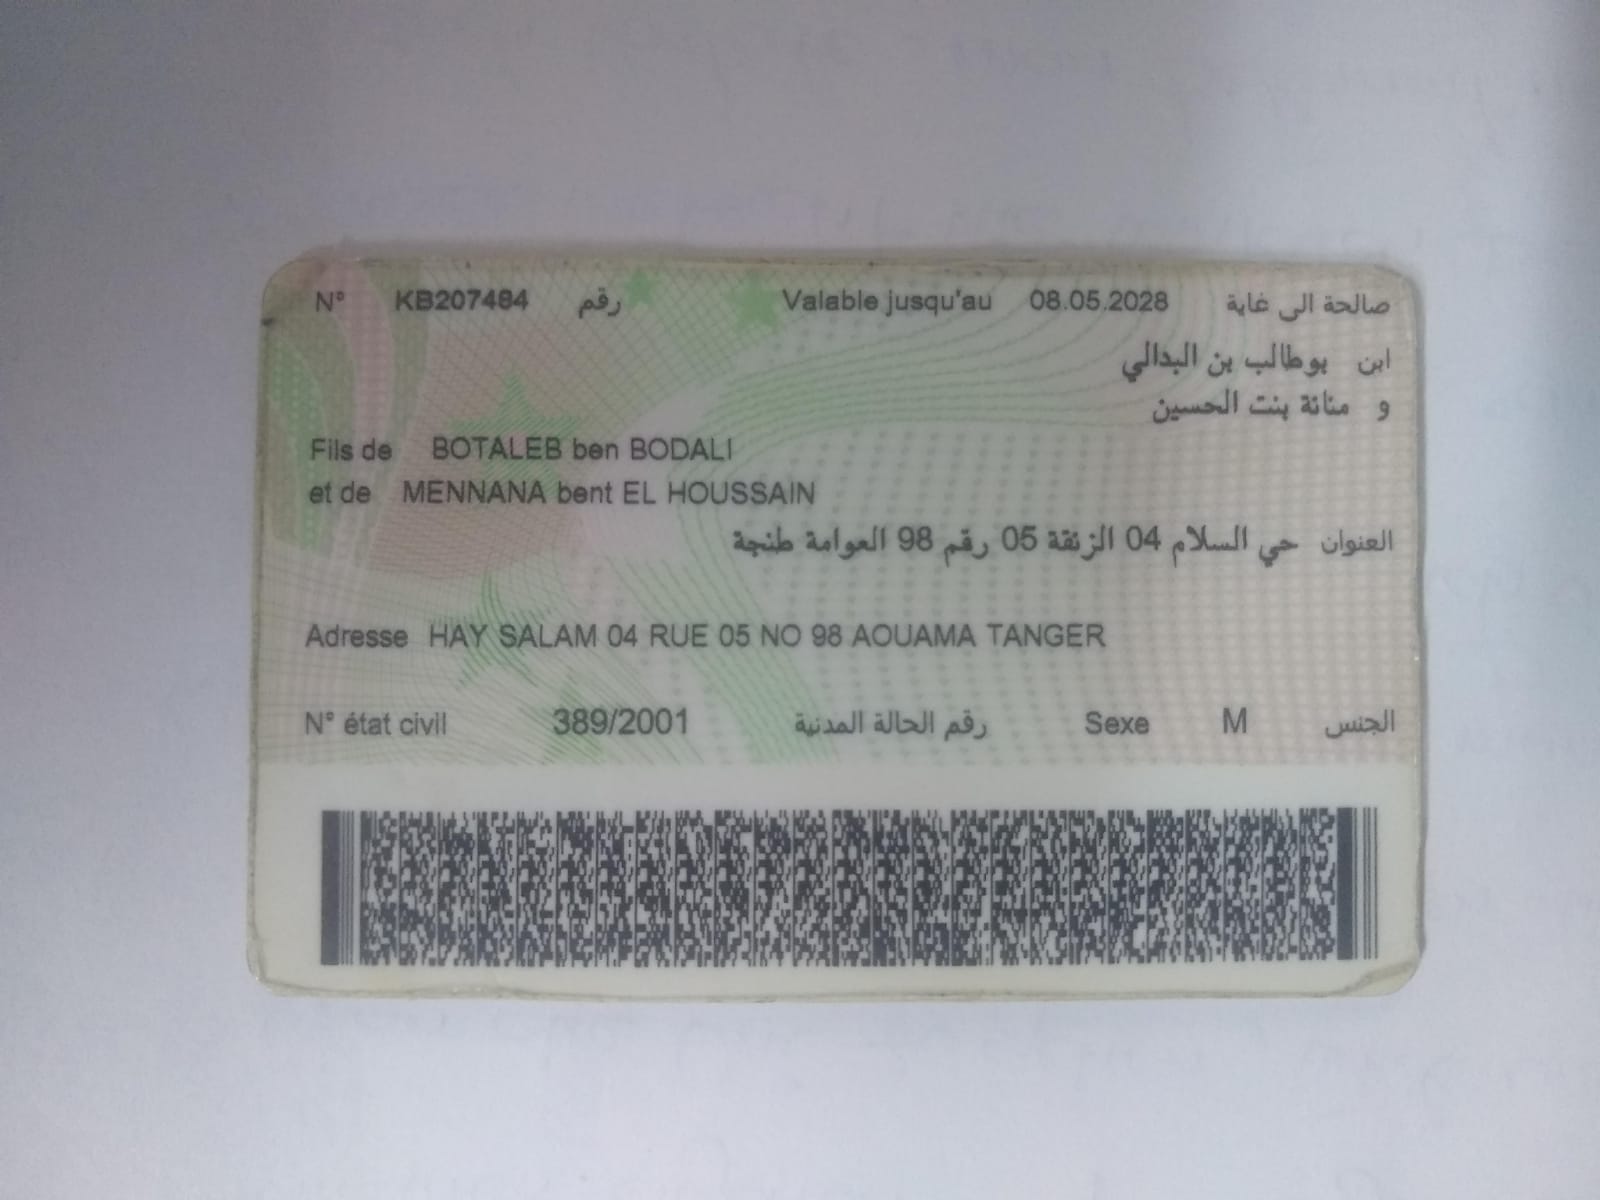 N° KB207484 رقم Valable jusqu'au 08.05.2028 صالحة الى غاية
ابن بوطالب بن البدالي
و منانة بنت الحسين
Fils de BOTALEB ben BODALI
et de MENNANA bent EL HOUSSAIN
العنوان حي السلام 04 الزنقة 05 رقم 98 العوامة طنجة
Adresse HAY SALAM 04 RUE 05 NO 98 AOUAMA TANGER
N° état civil 389/2001 رقم الحالة المدنية Sexe M الجنس